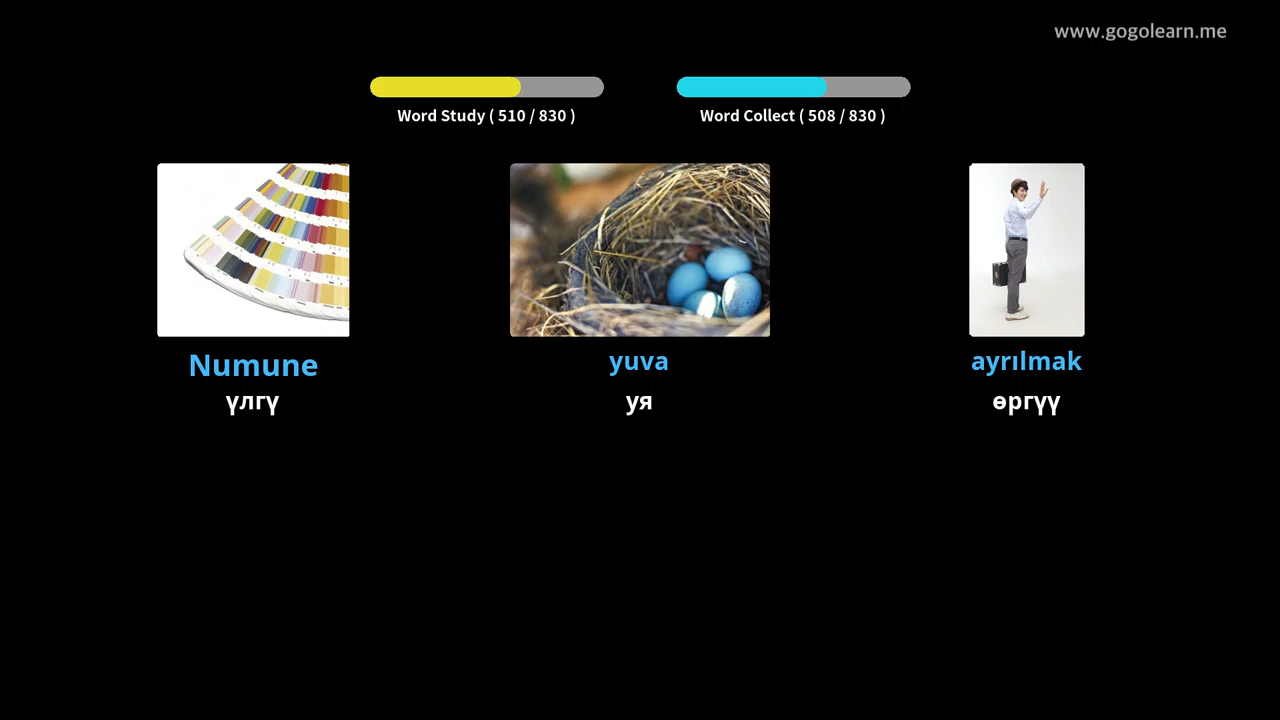 www.gogolearn.me
Word Study ( 510 / 830 )
Word Collect ( 508 / 830 )
Numune
үлгү
yuva
уя
ayrılmak
өргүү